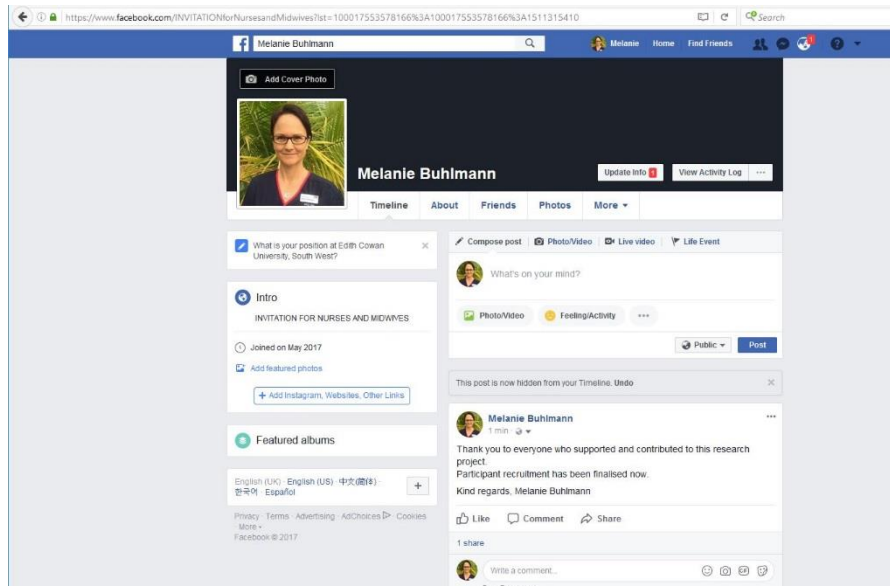 https://www.facebook.com/INVITATIONforNursesandMidwives?lst=100017553578166%3A100017553578166%3A1511315410
Search
Melanie Buhlmann
Melanie Home Find Friends
Add Cover Photo
Melanie Buhlmann
Update Info 1 View Activity Log ...
Timeline About Friends Photos More
What is your position at Edith Cowan
University, South West?
Intro
INVITATION FOR NURSES AND MIDWIVES
Joined on May 2017
Add featured photos
+ Add Instagram, Websites, Other Links
Featured albums
English (UK) · English (US) · 中文(简体) ·
한국어 · Español
Privacy · Terms · Advertising · AdChoices · Cookies
· More
Facebook © 2017
Compose post Photo/Video Live video Life Event
What's on your mind?
Photo/Video Feeling/Activity ...
Public Post
This post is now hidden from your Timeline. Undo
Melanie Buhlmann
1 min ·
Thank you to everyone who supported and contributed to this research
project.
Participant recruitment has been finalised now.
Kind regards, Melanie Buhlmann
Like Comment Share
1 share
Write a comment...